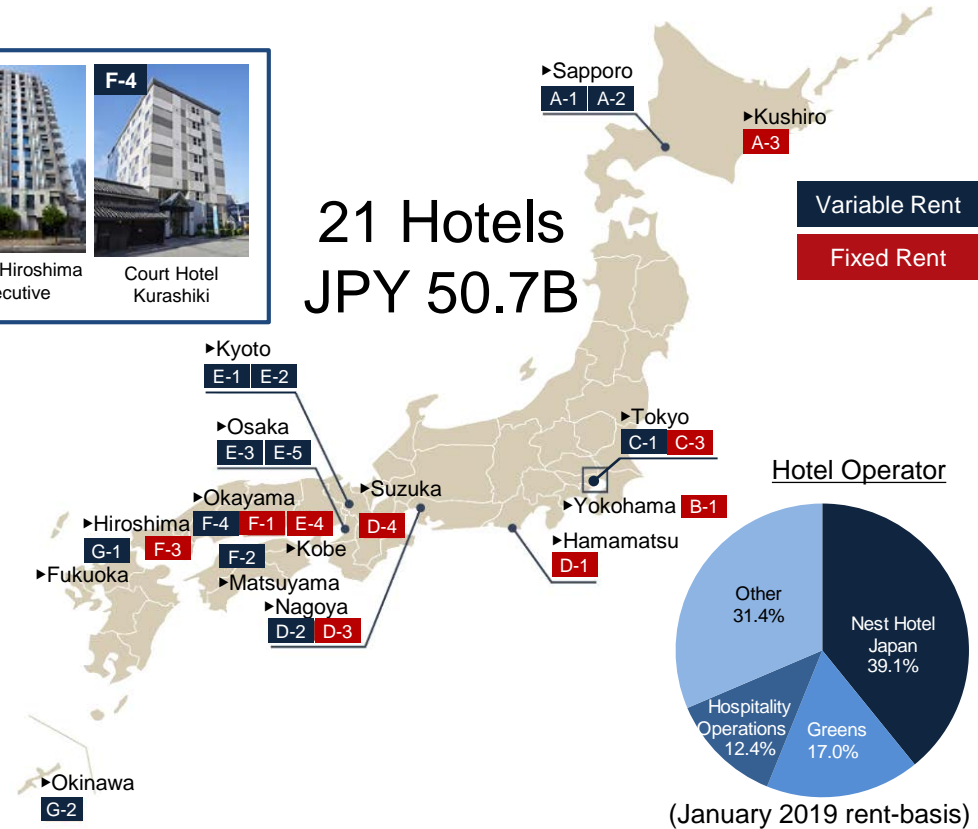 F-4
Hiroshima
Court Hotel
Kurashiki
21 Hotels
JPY 50.7B
▸Sapporo
A-1 A-2
▸Kushiro
A-3
Variable Rent
Fixed Rent
▸Kyoto
E-1 E-2
▸Osaka
E-3 E-5
▸Tokyo
C-1 C-3
▸Suzuka
D-4
▸Okayama
F-4 F-1 E-4
▸Hiroshima
G-1 F-3
▸Yokohama B-1
▸Hamamatsu
D-1
▸Kobe
F-2
▸Fukuoka
▸Matsuyama
▸Nagoya
D-2 D-3
▸Okinawa
G-2
Hotel Operator
Other
31.4%
Nest Hotel
Japan
39.1%
Hospitality
Operations
12.4%
Greens
17.0%
(January 2019 rent-basis)